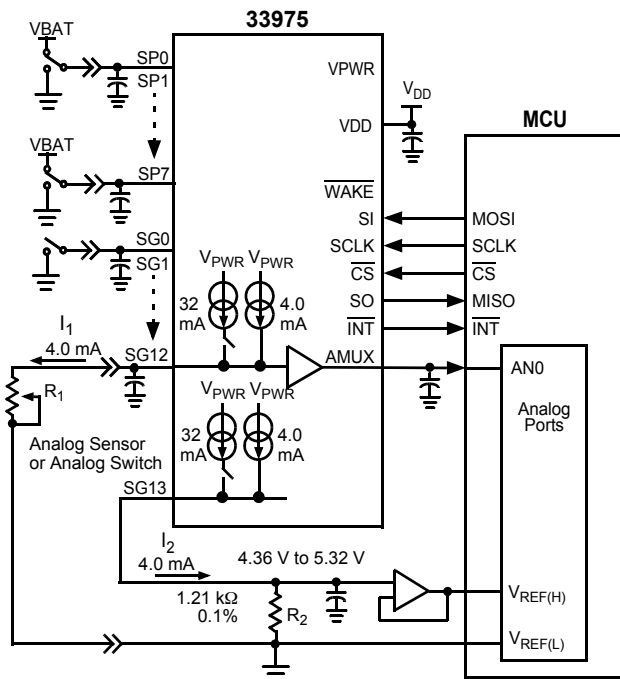 33975
VBAT
SP0
SP1
VPWR
VDD
VDD
MCU
VBAT
SP7
WAKE
SI
MOSI
SG0
SCLK
SCLK
SG1
CS
CS
VPWR VPWR
SO
MISO
32
mA
4.0
mA
INT
INT
I1
4.0 mA
SG12
AMUX
AN0
R1
VPWR VPWR
Analog
Ports
Analog Sensor
or Analog Switch
32
mA
4.0
mA
SG13
I2
4.0 mA
4.36 V to 5.32 V
1.21 kΩ
0.1%
R2
VREF(H)
VREF(L)